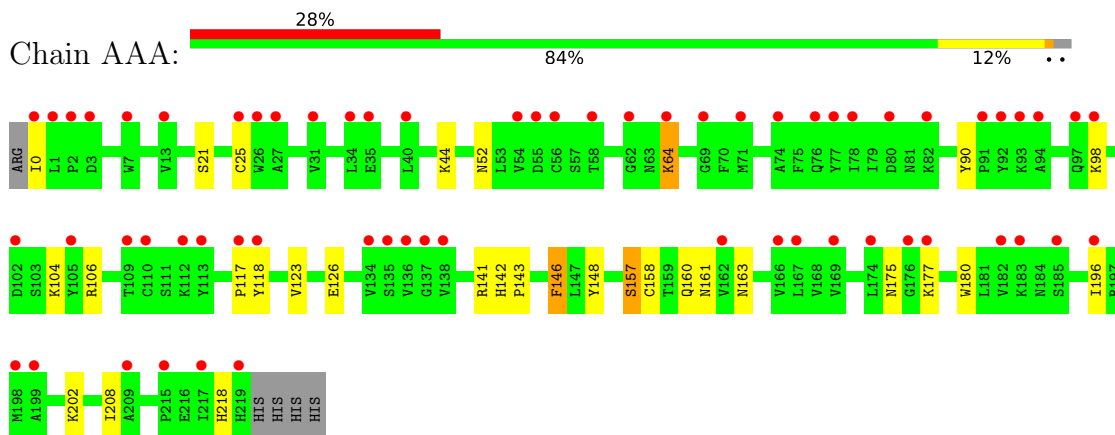 28%
Chain AAA:
84% 12% • •
ARG I0 L1 P2 D3 W7 V13 S21 C25 W26 A27 V31 L34 E35 L40 K44 N52 L53 V54 D55 C56 S57 T58 G62 N63 K64 G69 F70 M71 A74 F75 Q76 Y77 I78 I79 D80 N81 K82 Y90 P91 Y92 K93 A94 Q97 K98
D102 S103 K104 Y105 R106 T109 C110 S111 K112 Y113 P117 Y118 V123 E126 V134 S135 V136 G137 V138 R141 H142 P143 F146 L147 Y148 S157 C158 T159 Q160 N161 V162 N163 V166 L167 V168 V169 L174 N175 G176 K177 W180 L181 V182 K183 N184 S185 I196 R197
M198 A199 K202 I208 A209 P215 E216 I217 H218 H219 HIS HIS HIS HIS